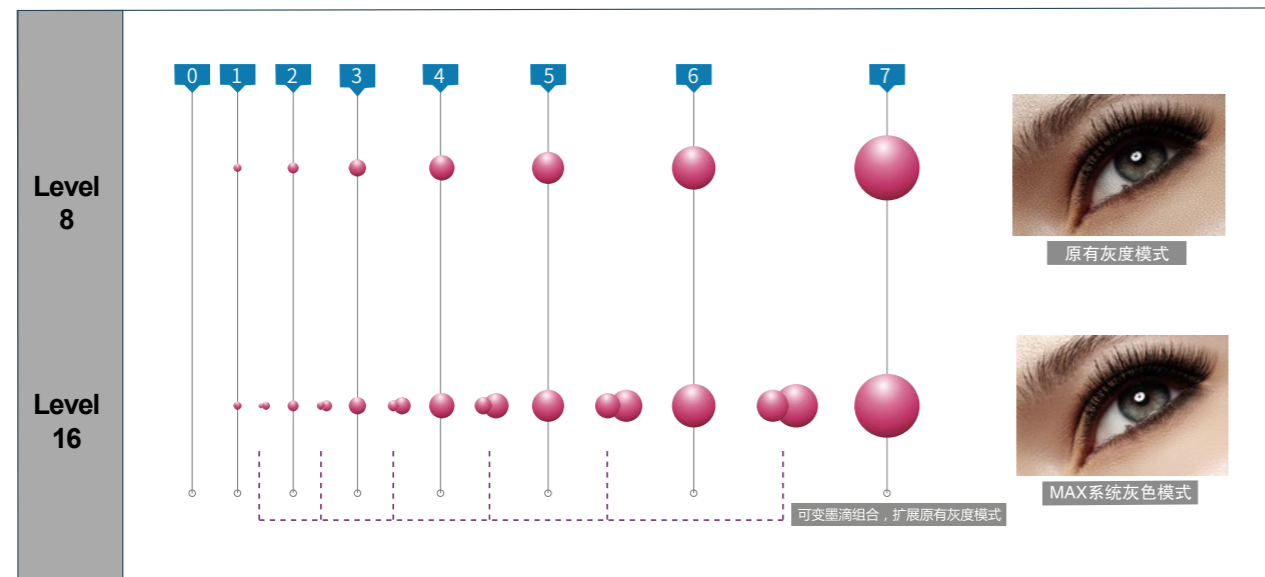 0 1 2 3 4 5 6 7
Level
8
原有灰度模式
Level
16
MAX系统灰色模式
可变墨滴组合，扩展原有灰度模式